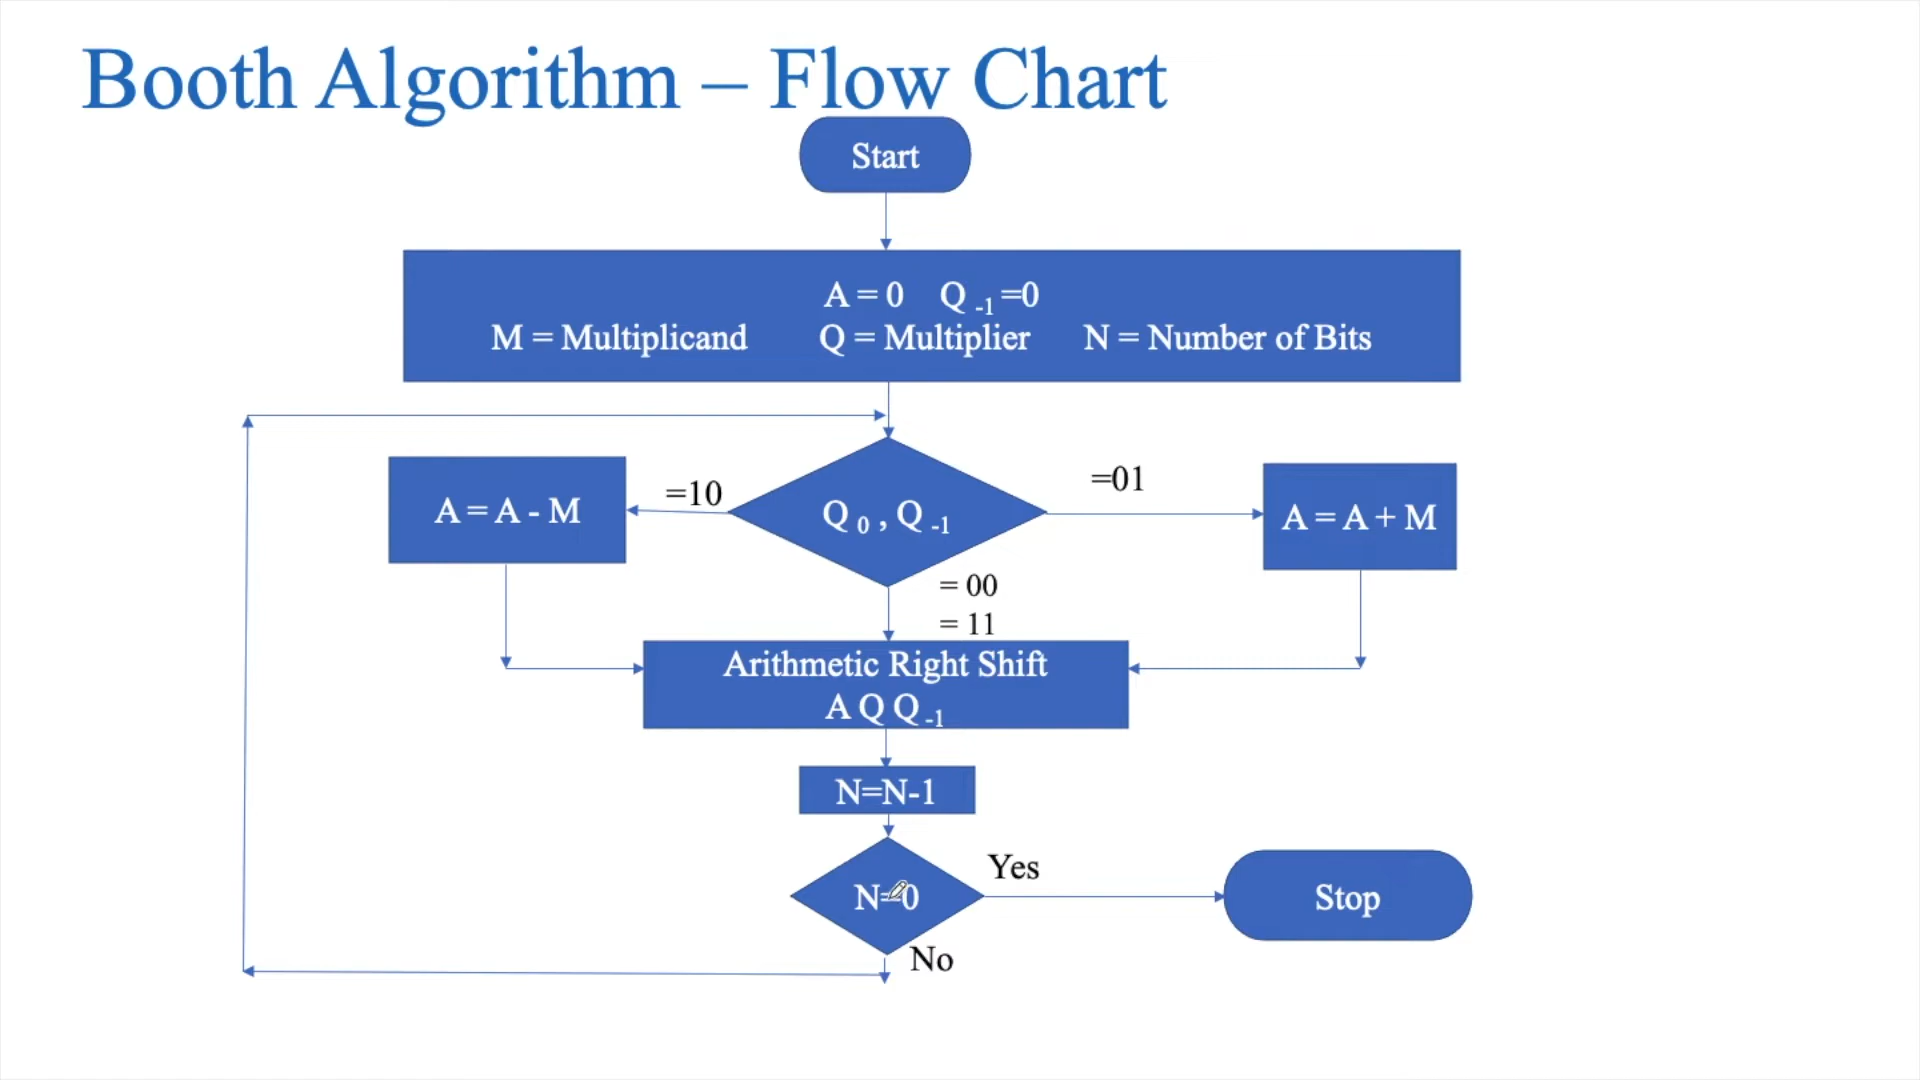 Booth Algorithm – Flow Chart
Start
A = 0 Q -1 =0
M = Multiplicand Q = Multiplier N = Number of Bits
=10
=01
A = A - M
Q 0 , Q -1
A = A + M
= 00
= 11
Arithmetic Right Shift
A Q Q -1
N=N-1
Yes
N=0
Stop
No